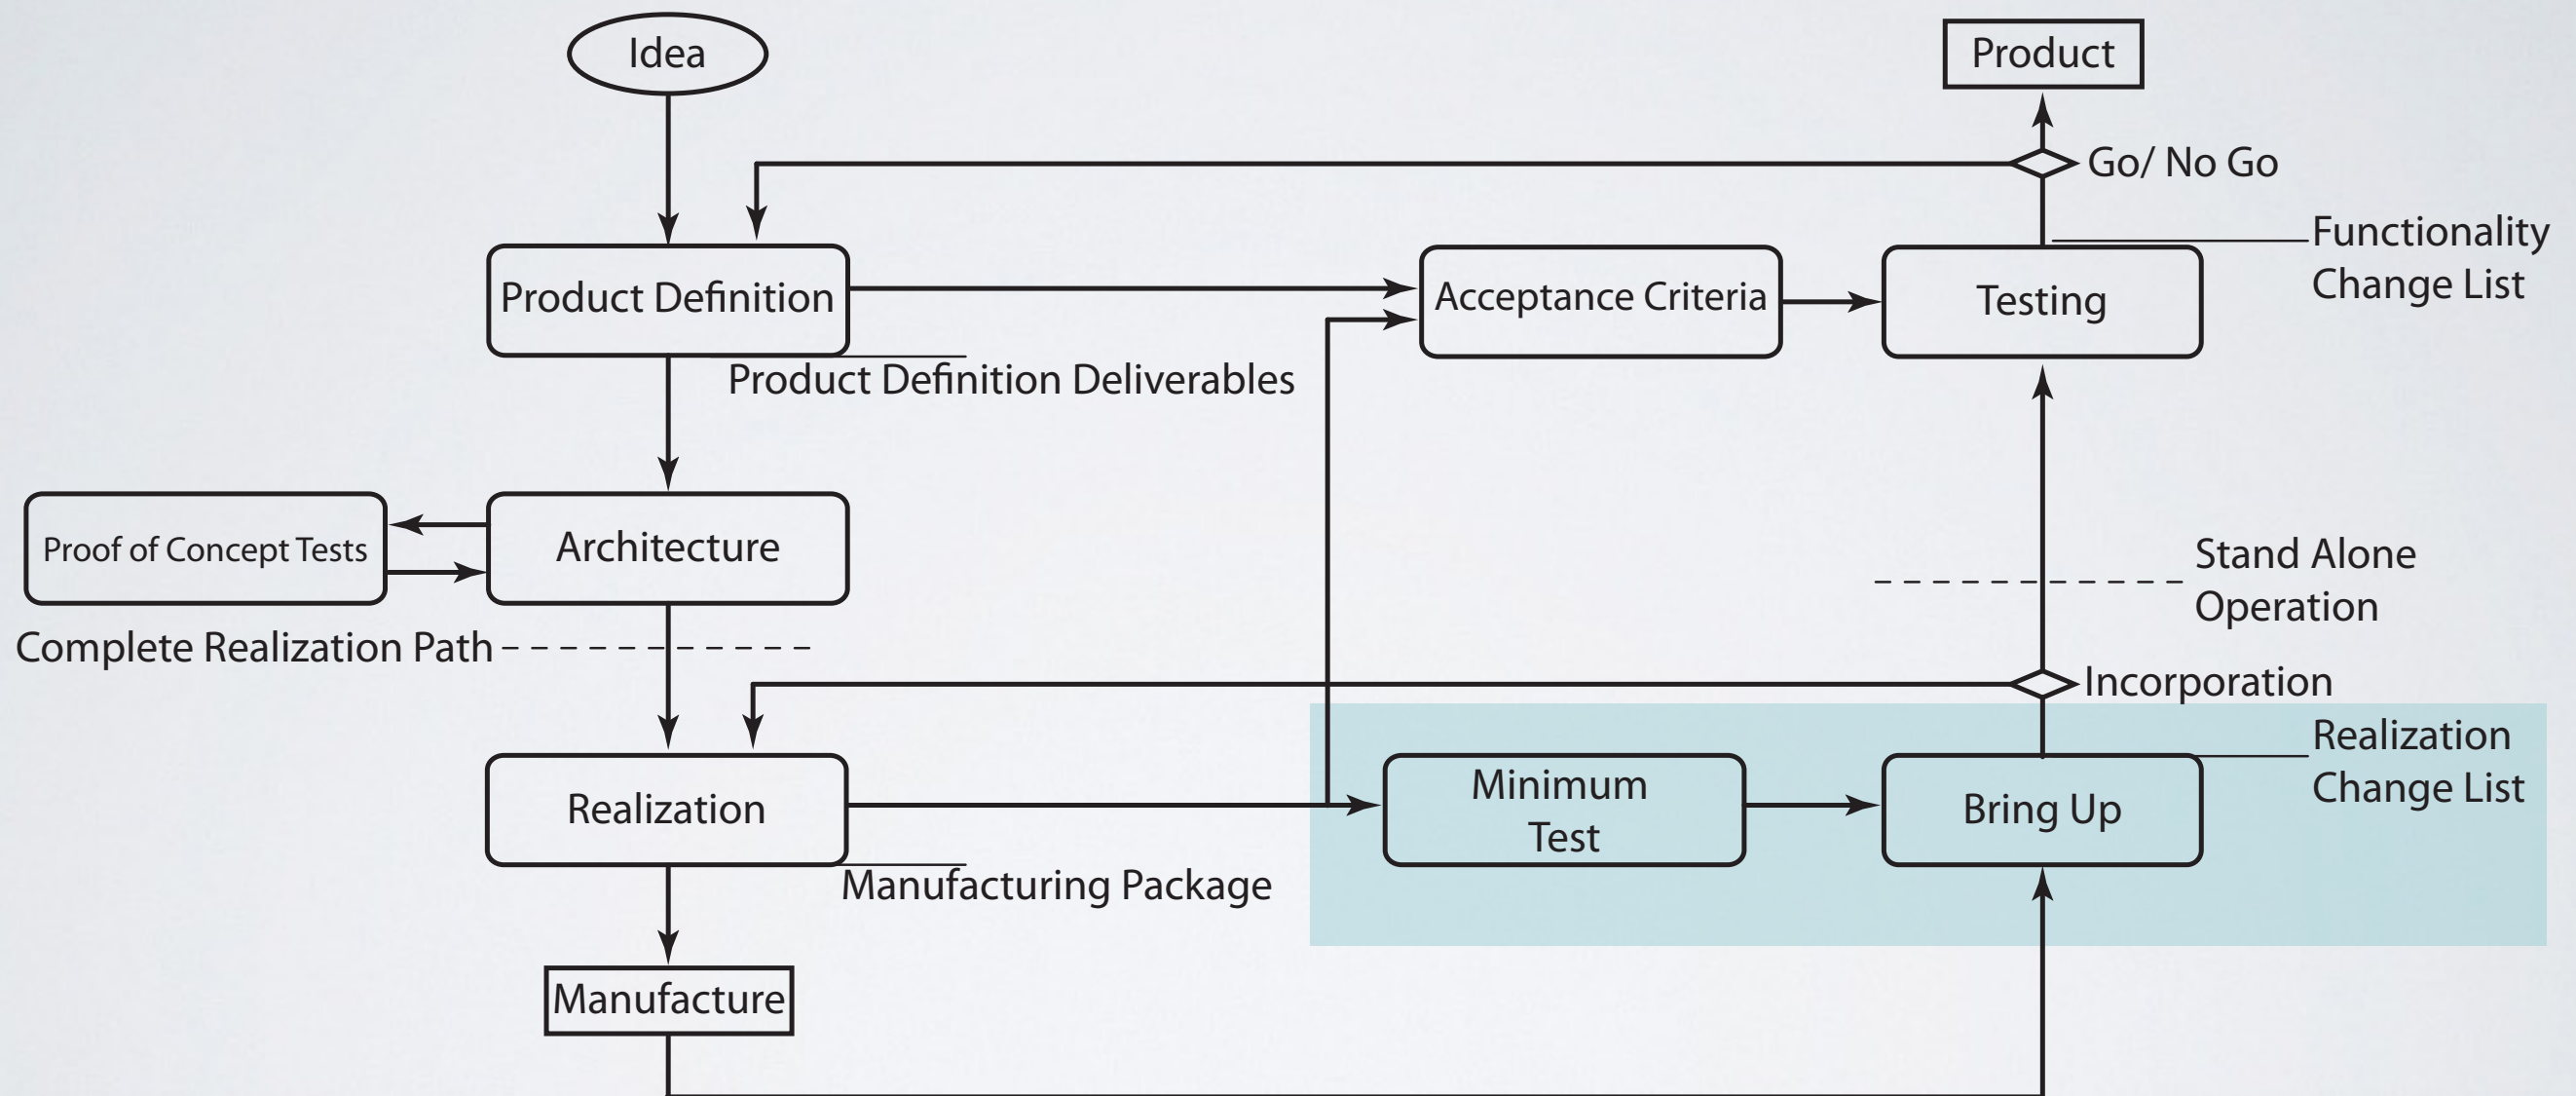 Idea
Product
Go/ No Go
Functionality
Change List
Product Definition
Acceptance Criteria
Testing
Product Definition Deliverables
Proof of Concept Tests
Architecture
Stand Alone
Operation
Complete Realization Path
Incorporation
Realization
Change List
Realization
Minimum
Test
Bring Up
Manufacturing Package
Manufacture